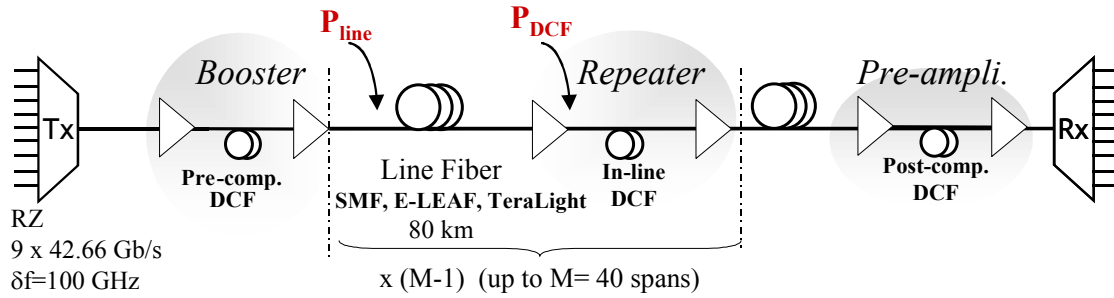 P_line
P_DCF
Booster
Repeater
Pre-ampli.
Tx
Rx
Pre-comp.
DCF
Line Fiber
SMF, E-LEAF, TeraLight
80 km
In-line
DCF
Post-comp.
DCF
RZ
9 x 42.66 Gb/s
δf=100 GHz
x (M-1) (up to M= 40 spans)